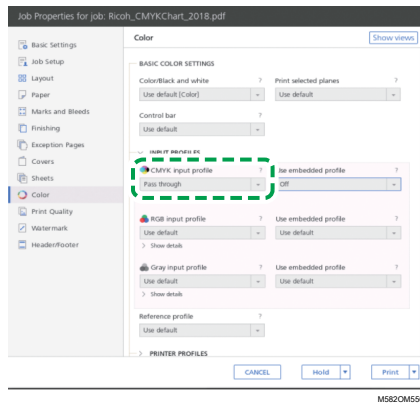 Job Properties for job: Ricoh_CMYKChart_2018.pdf
Color
Show views
Basic Settings
Job Setup
Layout
Paper
Marks and Bleeds
Finishing
Exception Pages
Covers
Sheets
Color
Print Quality
Watermark
Header/Footer
BASIC COLOR SETTINGS
Color/Black and white ? Print selected planes ?
Use default (Color) Use default
Control bar ?
Use default
INPUT PROFILES
CMYK input profile ? Use embedded profile ?
Pass through Off
RGB input profile ? Use embedded profile ?
Use default Use default
> Show details
Gray input profile ? Use embedded profile ?
Use default Use default
> Show details
Reference profile ?
Use default
> PRINTER PROFILES
CANCEL Hold Print
M582OM55